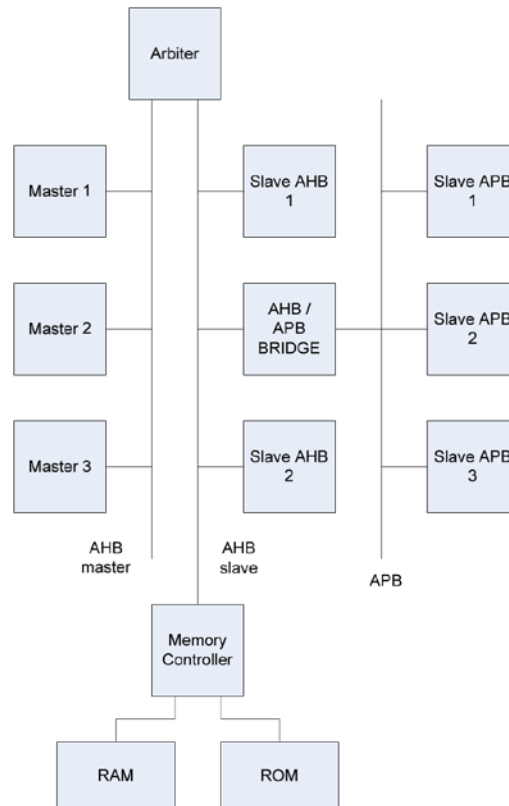 Arbiter
Master 1
Slave AHB
1
Slave APB
1
Master 2
AHB /
APB
BRIDGE
Slave APB
2
Master 3
Slave AHB
2
Slave APB
3
AHB
master
AHB
slave
APB
Memory
Controller
RAM
ROM